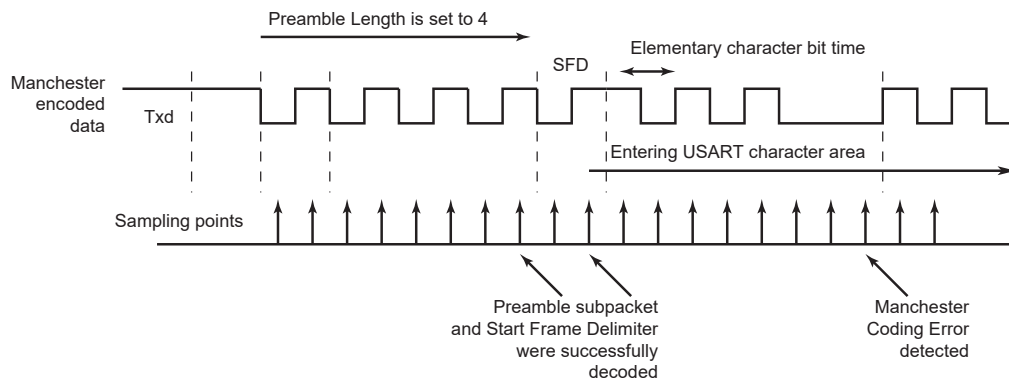 Preamble Length is set to 4
Elementary character bit time
SFD
Manchester
encoded
data
Txd
Entering USART character area
Sampling points
Preamble subpacket
and Start Frame Delimiter
were successfully
decoded
Manchester
Coding Error
detected